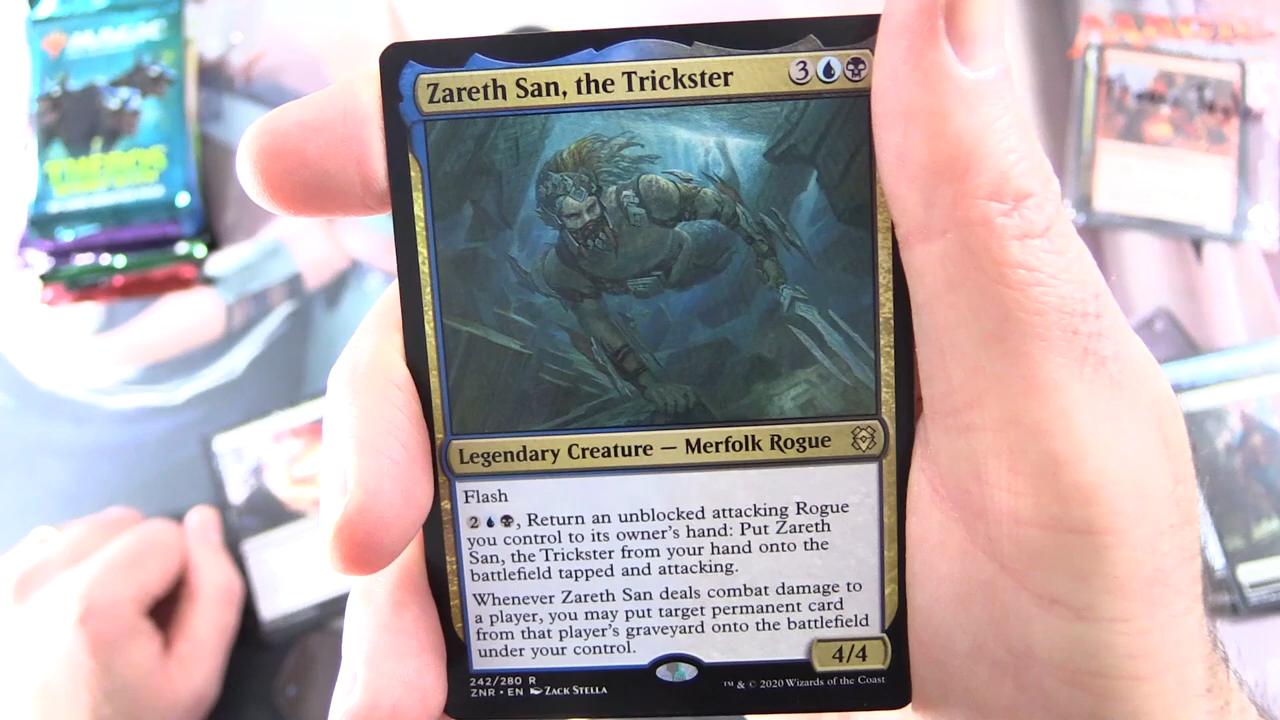 MAGIC
THEROS
Zareth San, the Trickster
3
Legendary Creature — Merfolk Rogue
Flash
2 , Return an unblocked attacking Rogue
you control to its owner's hand: Put Zareth
San, the Trickster from your hand onto the
battlefield tapped and attacking.
Whenever Zareth San deals combat damage to
a player, you may put target permanent card
from that player's graveyard onto the battlefield
under your control.
4/4
242/280 R
ZNR • EN ZACK STELLA
™ & © 2020 Wizards of the Coast